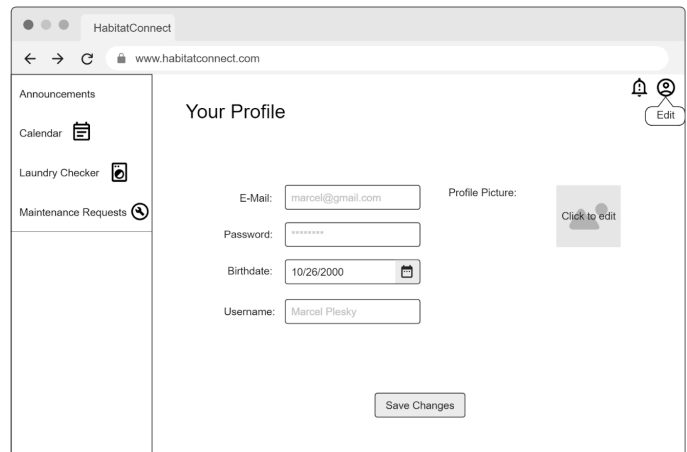 HabitatConnect
www.habitatconnect.com
Announcements
Calendar
Laundry Checker
Maintenance Requests
Edit
Your Profile
E-Mail: marcel@gmail.com
Password: ********
Birthdate: 10/26/2000
Username: Marcel Plesky
Profile Picture: Click to edit
Save Changes